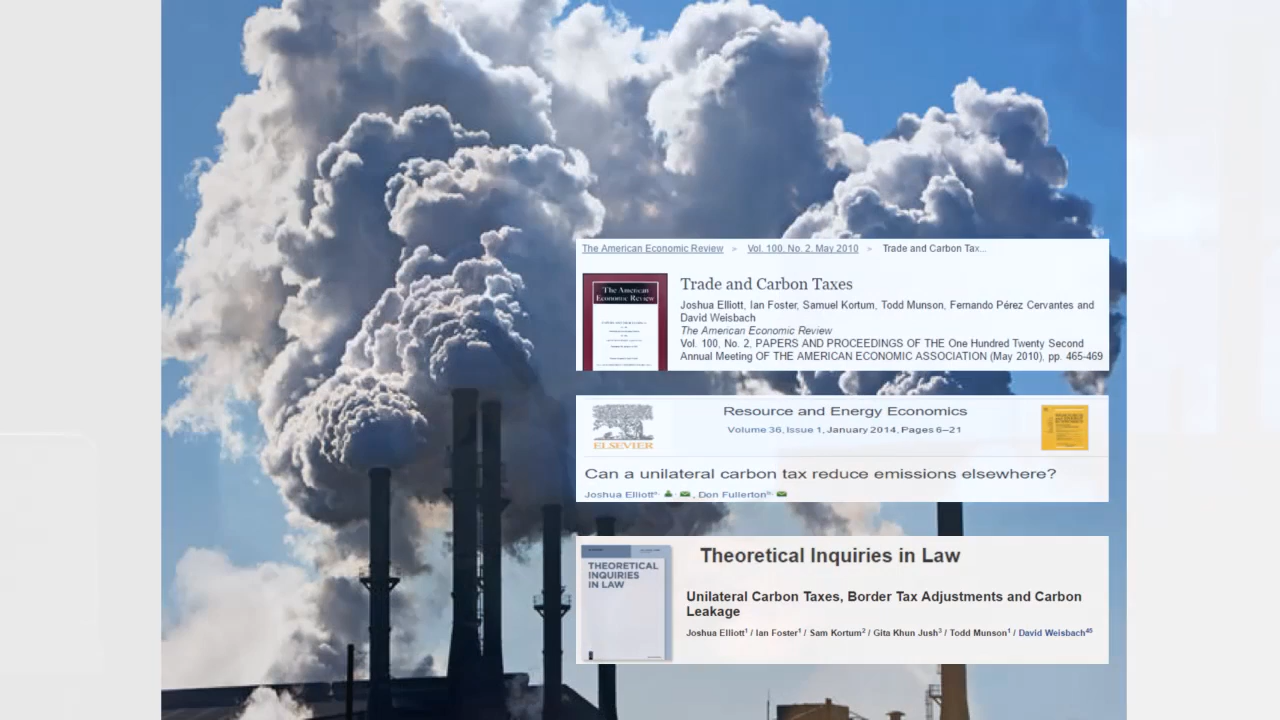 The American Economic Review > Vol. 100, No. 2, May 2010 > Trade and Carbon Tax...
The American
Economic Review
Trade and Carbon Taxes
Joshua Elliott, Ian Foster, Samuel Kortum, Todd Munson, Fernando Pérez Cervantes and
David Weisbach
The American Economic Review
Vol. 100, No. 2, PAPERS AND PROCEEDINGS OF THE One Hundred Twenty Second
Annual Meeting OF THE AMERICAN ECONOMIC ASSOCIATION (May 2010), pp. 465-469
ELSEVIER
Resource and Energy Economics
Volume 36, Issue 1, January 2014, Pages 6–21
Can a unilateral carbon tax reduce emissions elsewhere?
Joshua Elliott, Don Fullerton
THEORETICAL
INQUIRIES
IN LAW
Theoretical Inquiries in Law
Unilateral Carbon Taxes, Border Tax Adjustments and Carbon
Leakage
Joshua Elliott¹ / Ian Foster¹ / Sam Kortum² / Gita Khun Jush³ / Todd Munson¹ / David Weisbach⁴⁵